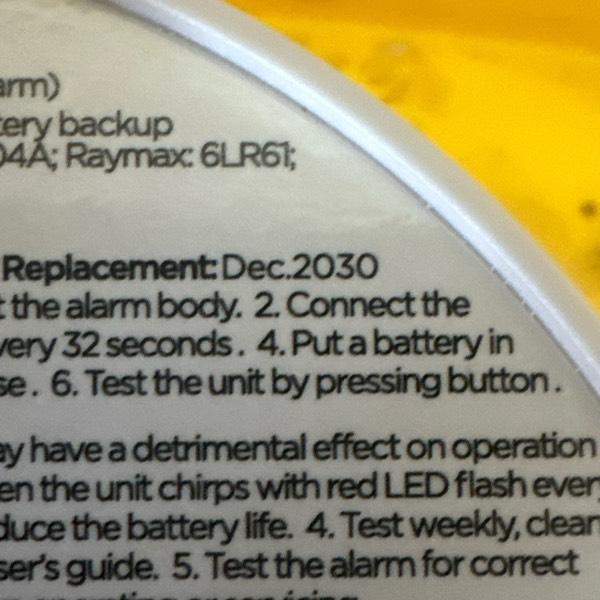 arm)
tery backup
04A; Raymax: 6LR61;
Replacement: Dec.2030
t the alarm body. 2. Connect the
very 32 seconds. 4. Put a battery in
se. 6. Test the unit by pressing button.
ay have a detrimental effect on operation
en the unit chirps with red LED flash every
duce the battery life. 4. Test weekly, clean
ser's guide. 5. Test the alarm for correct